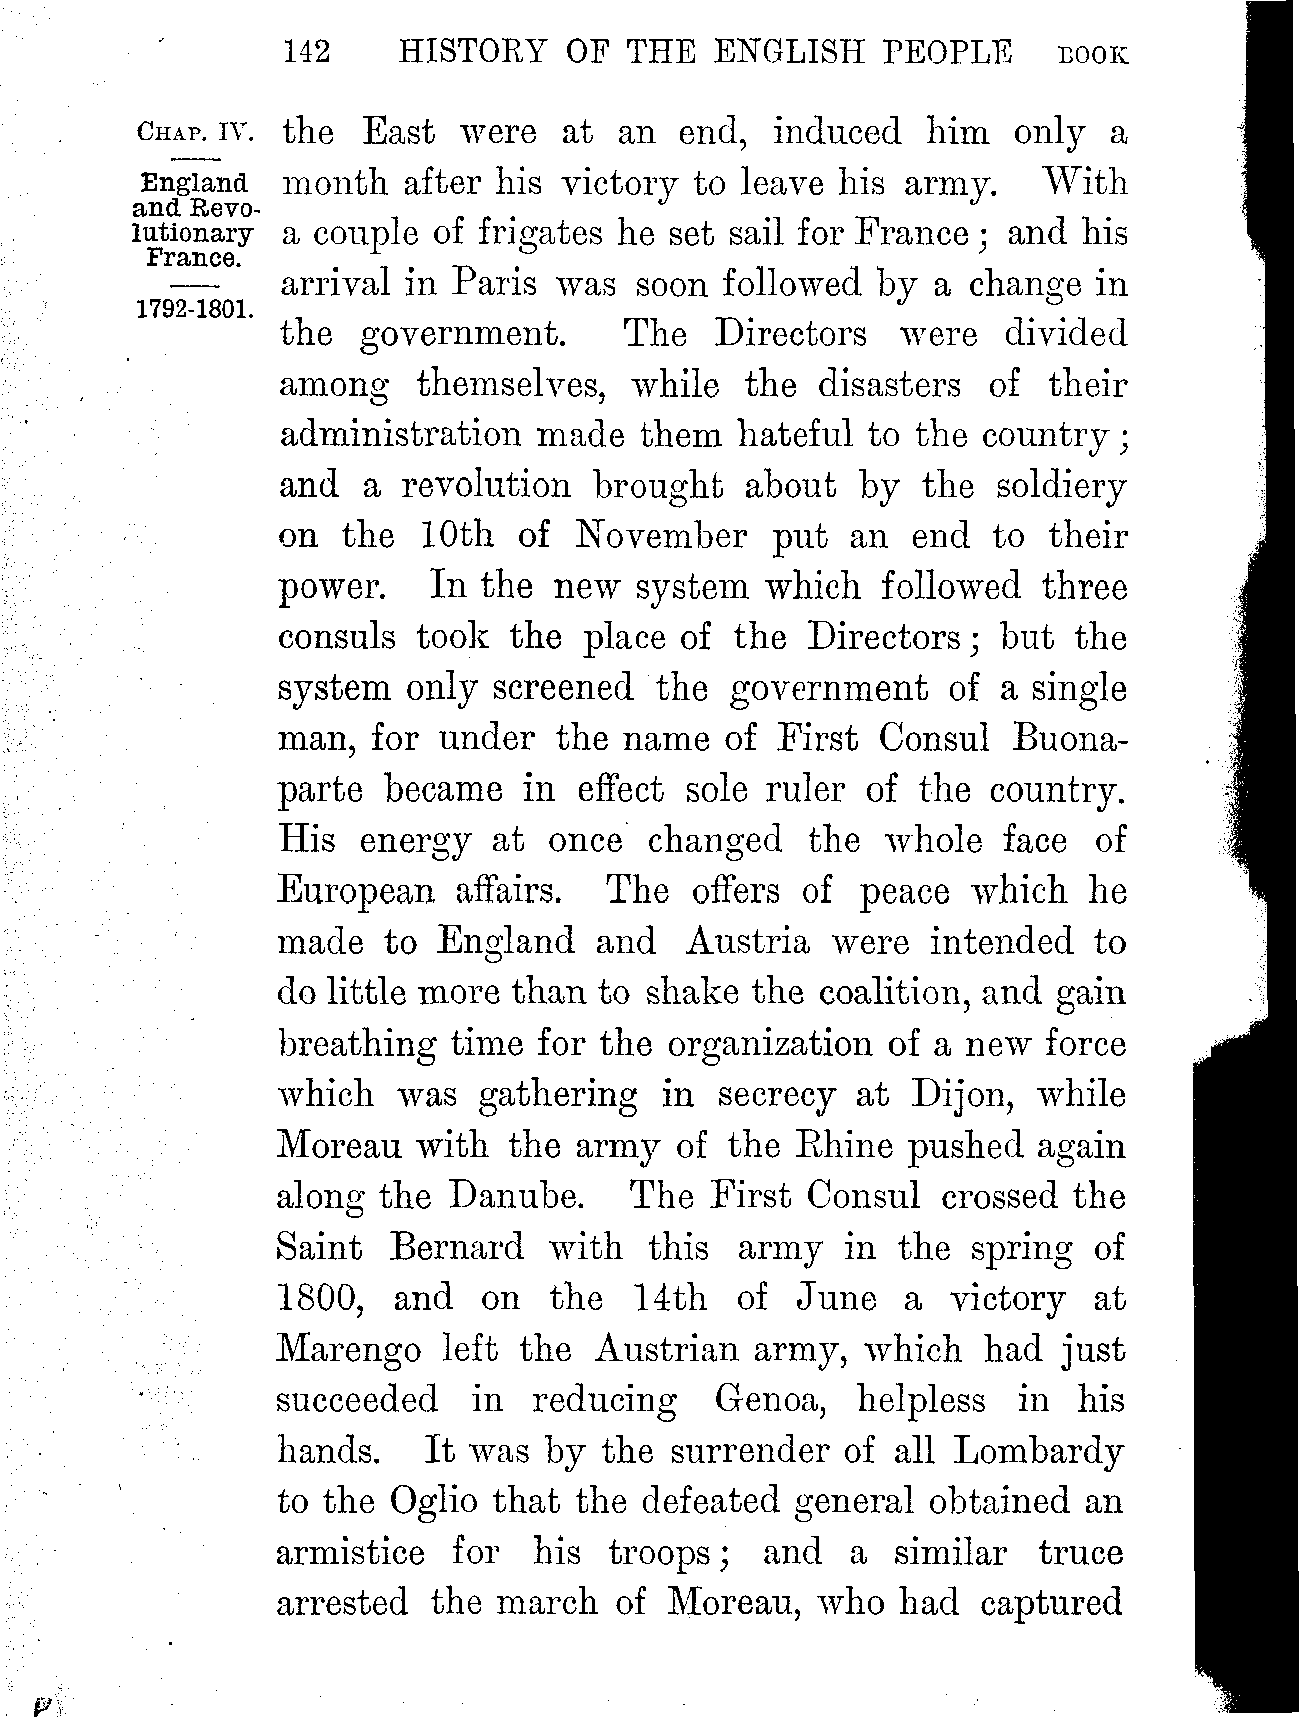 142 HISTORY OF THE ENGLISH PEOPLE BOOK
CHAP. IV.
England
and Revo-
lutionary
France.
1792-1801.
the East were at an end, induced him only a
month after his victory to leave his army. With
a couple of frigates he set sail for France; and his
arrival in Paris was soon followed by a change in
the government. The Directors were divided
among themselves, while the disasters of their
administration made them hateful to the country;
and a revolution brought about by the soldiery
on the 10th of November put an end to their
power. In the new system which followed three
consuls took the place of the Directors; but the
system only screened the government of a single
man, for under the name of First Consul Buona-
parte became in effect sole ruler of the country.
His energy at once changed the whole face of
European affairs. The offers of peace which he
made to England and Austria were intended to
do little more than to shake the coalition, and gain
breathing time for the organization of a new force
which was gathering in secrecy at Dijon, while
Moreau with the army of the Rhine pushed again
along the Danube. The First Consul crossed the
Saint Bernard with this army in the spring of
1800, and on the 14th of June a victory at
Marengo left the Austrian army, which had just
succeeded in reducing Genoa, helpless in his
hands. It was by the surrender of all Lombardy
to the Oglio that the defeated general obtained an
armistice for his troops; and a similar truce
arrested the march of Moreau, who had captured